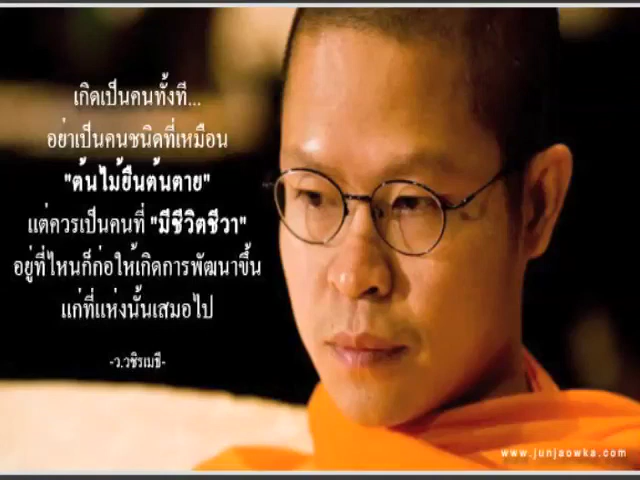 เกิดเป็นคนทั้งที...
อย่าเป็นคนชนิดที่เหมือน
"ต้นไม้ยืนต้นตาย"
แต่ควรเป็นคนที่ "มีชีวิตชีวา"
อยู่ที่ไหนก็ก่อให้เกิดการพัฒนาขึ้น
แก่ที่แห่งนั้นเสมอไป
-ว.วชิรเมธี-
www.junjaowka.com